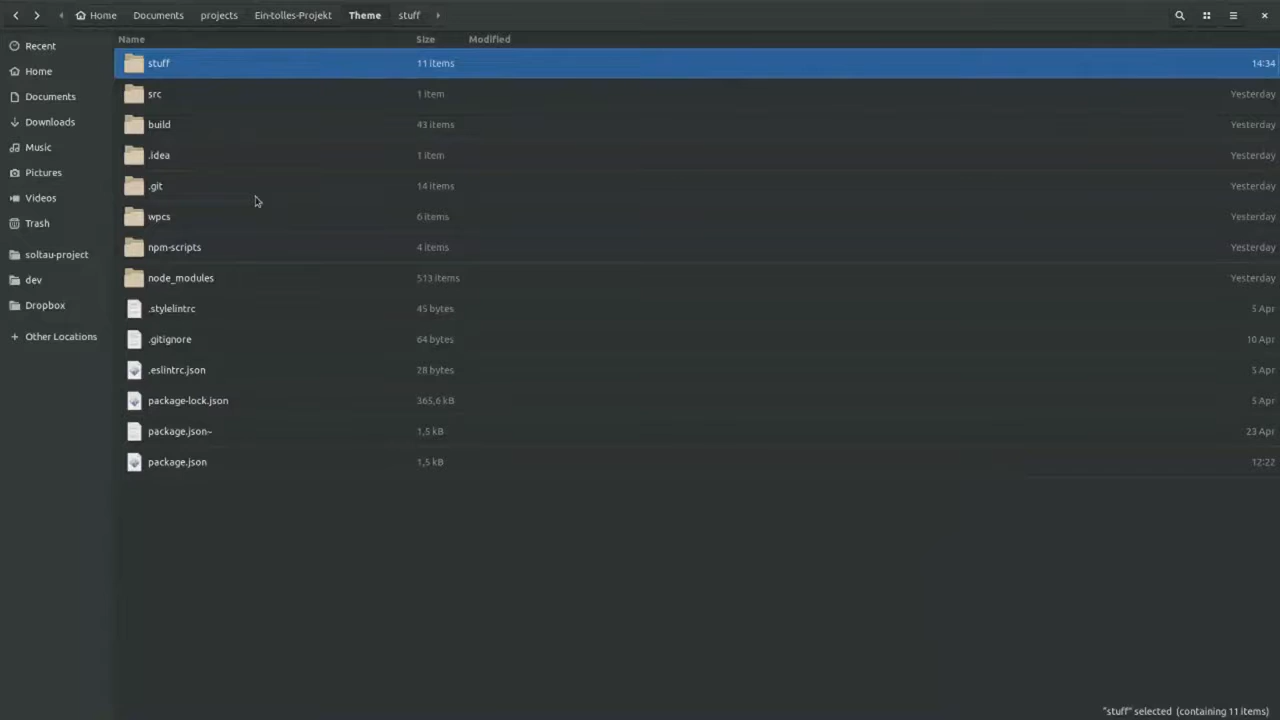 Home Documents projects Ein-tolles-Projekt Theme stuff
Name Size Modified
Recent
Home
Documents
Downloads
Music
Pictures
Videos
Trash
soltau-project
dev
Dropbox
+ Other Locations
stuff 11 items 14:34
src 1 item Yesterday
build 43 items Yesterday
.idea 1 item Yesterday
.git 14 items Yesterday
wpcs 6 items Yesterday
npm-scripts 4 items Yesterday
node_modules 513 items Yesterday
.stylelintrc 45 bytes 5 Apr
.gitignore 64 bytes 10 Apr
.eslintrc.json 28 bytes 5 Apr
package-lock.json 365,6 kB 5 Apr
package.json~ 1,5 kB 23 Apr
package.json 1,5 kB 12:22
"stuff" selected (containing 11 items)